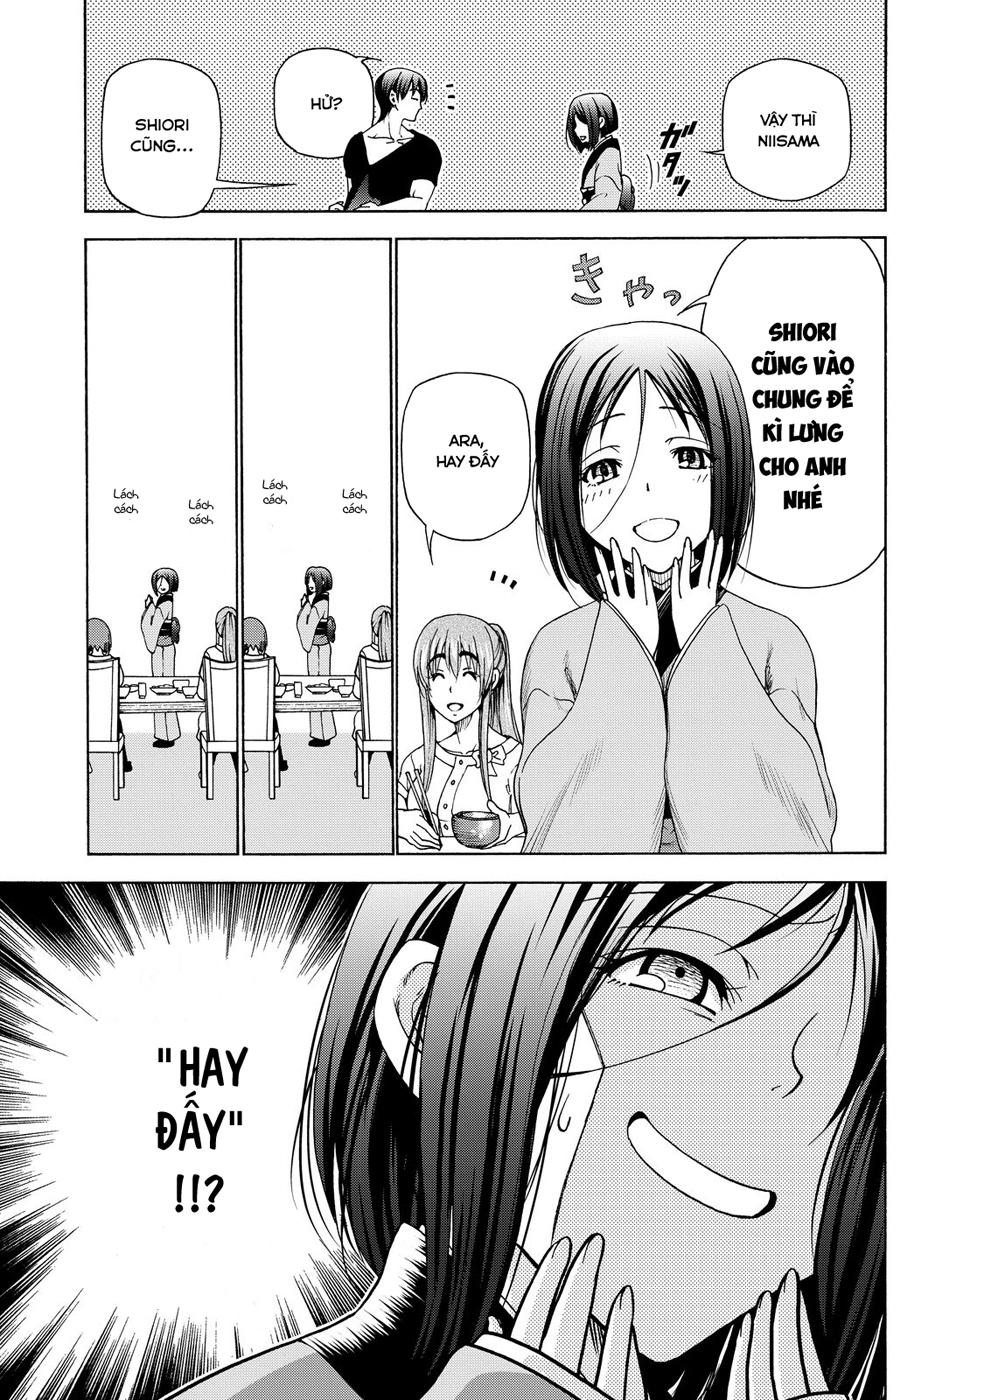 VẬY THÌ
NIISAMA
ガタッ
HỬ?
SHIORI
CŨNG...
きゃっ
SHIORI
CŨNG VÀO
CHUNG ĐỂ
KÌ LƯNG
CHO ANH
NHÉ
ARA,
HAY ĐẤY
Lách
cách
Lách
cách
Lách
cách
Lách
cách
"HAY
ĐẤY"
!!?